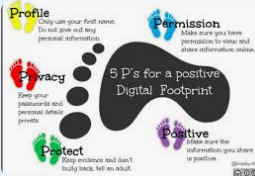 Profile
Only use your first name.
Do not give out any
personal information
Permission
Make sure you have
permission to view and
share information online.
5 P's for a positive
Digital Footprint
Privacy
Keep your
passwords and
personal details
private.
Positive
Make sure the
information you share
is positive.
Protect
Keep evidence and don't
bully back, tell an adult.